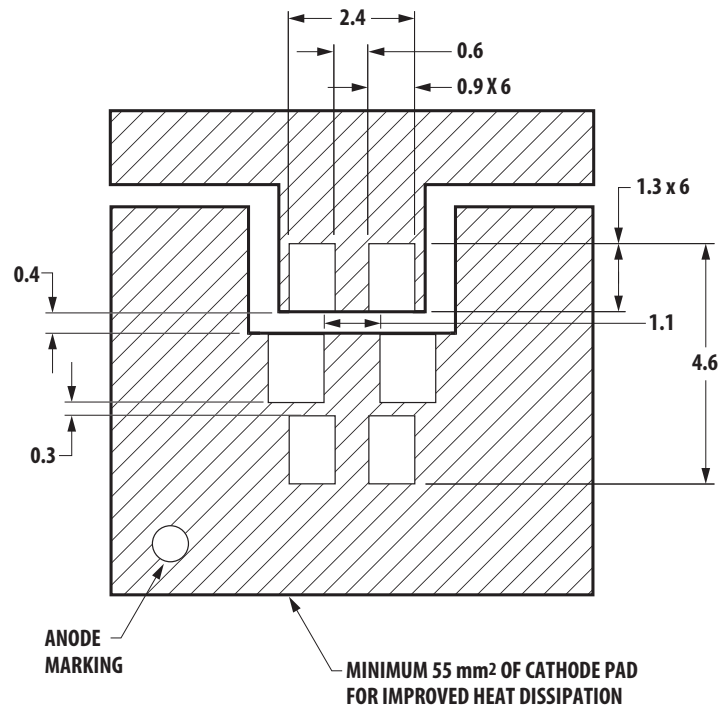 2.4
0.6
0.9 X 6
1.3 x 6
0.4
1.1
4.6
0.3
ANODE
MARKING
MINIMUM 55 mm² OF CATHODE PAD
FOR IMPROVED HEAT DISSIPATION